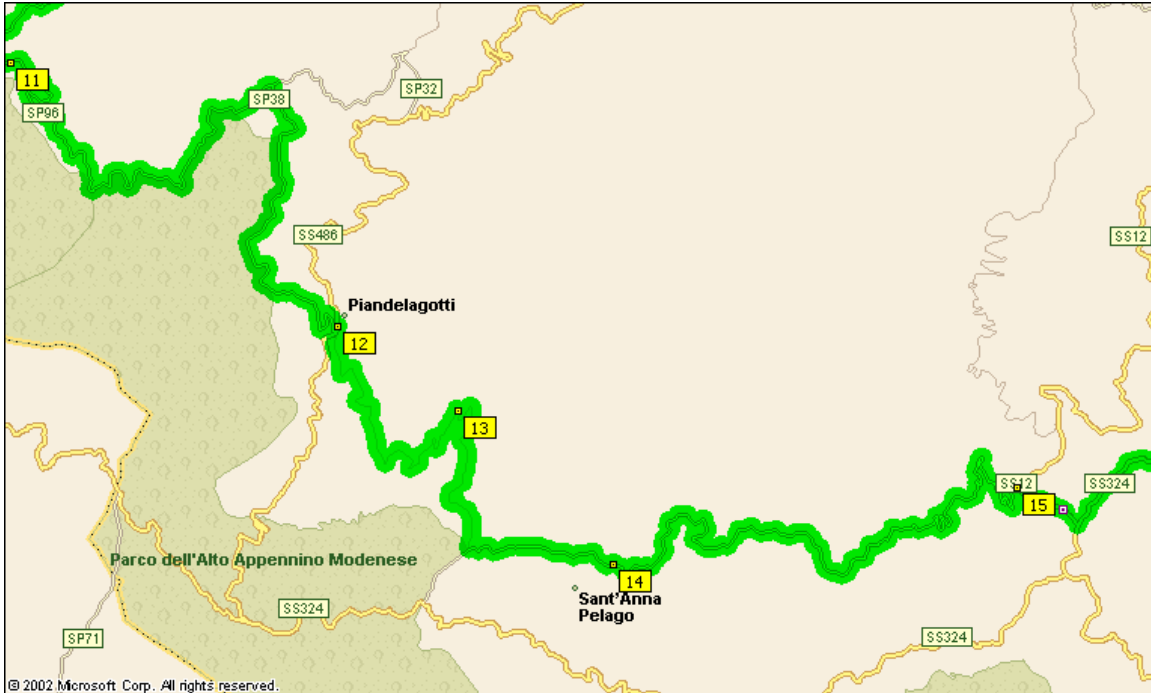 11
SP96
SP38
SP32
SS486
SS12
Piandelagotti
12
13
SS12
SS324
15
Parco dell'Alto Appennino Modenese
14
Sant'Anna
Pelago
SS324
SP71
SS324
© 2002 Microsoft Corp. All rights reserved.